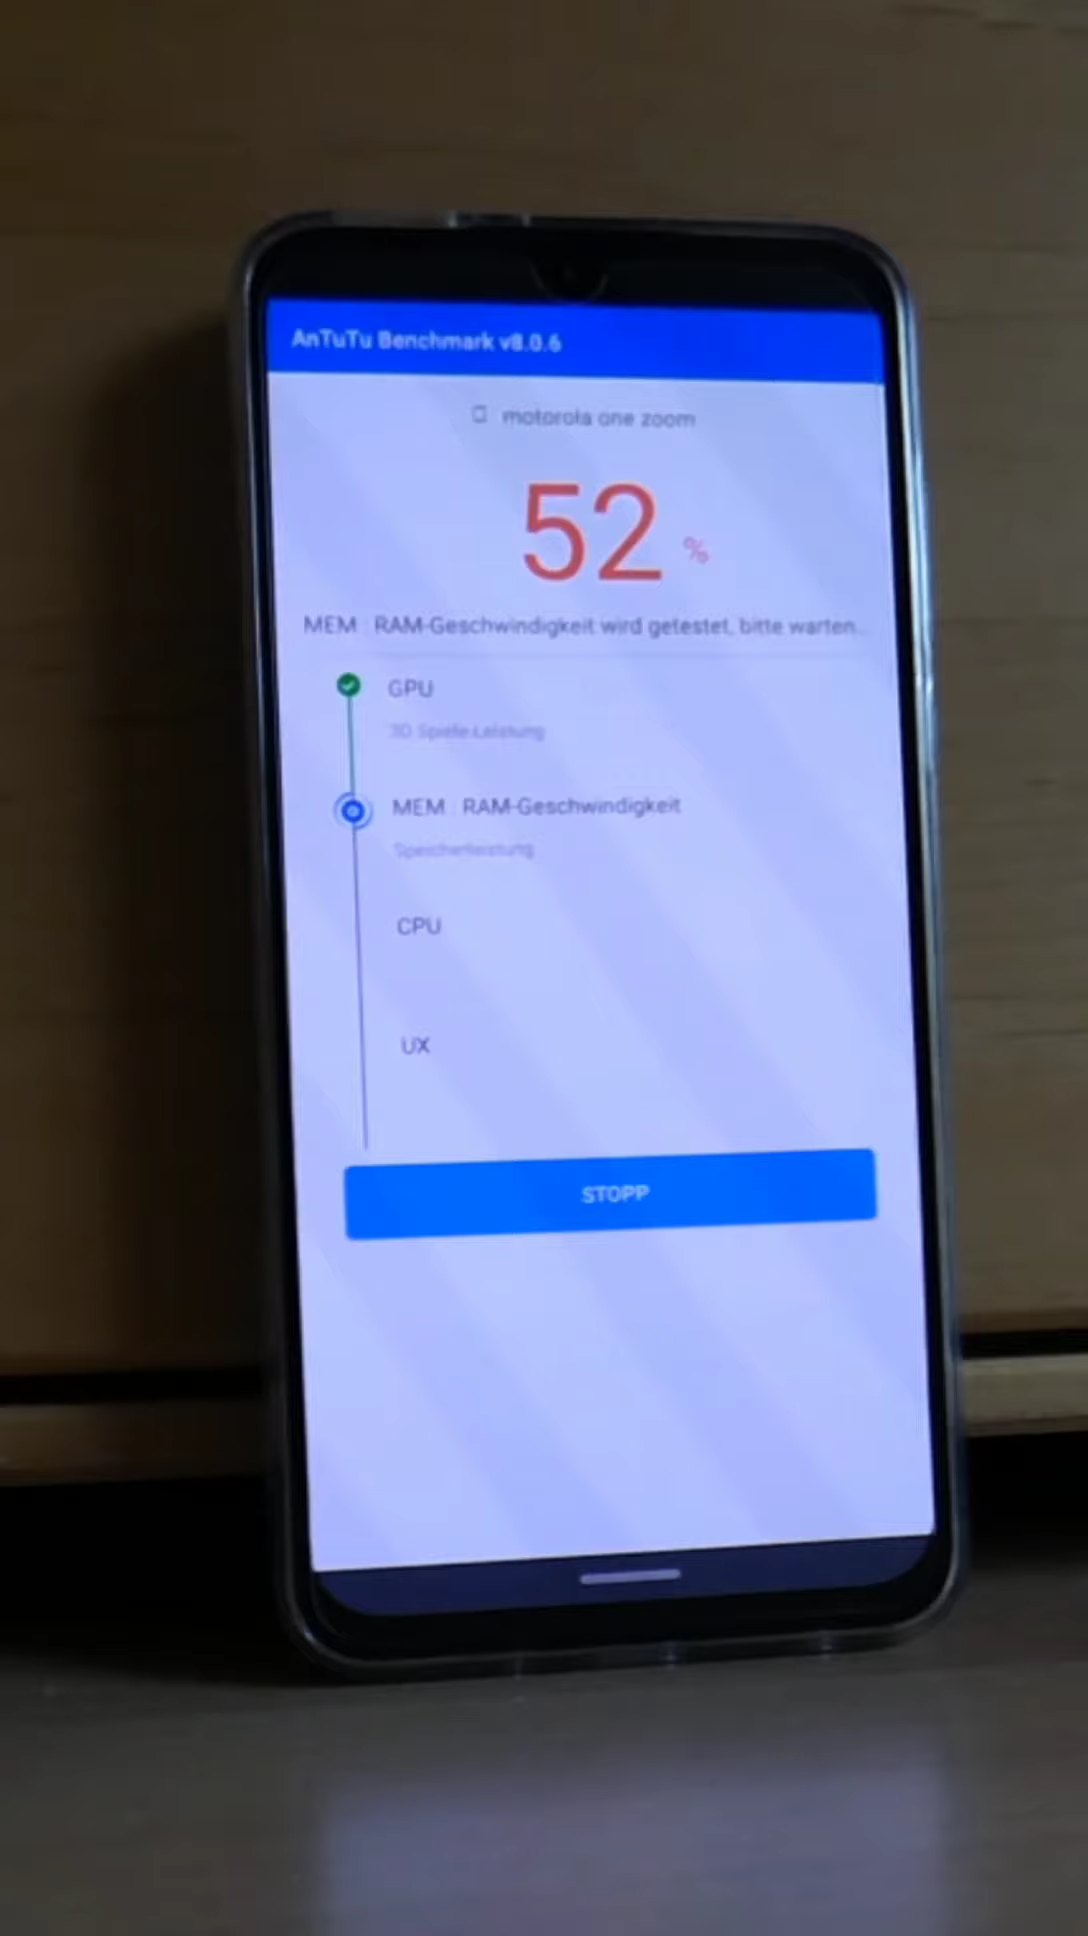 AnTuTu Benchmark v8.0.6
motorola one zoom
52 %
MEM : RAM-Geschwindigkeit wird getestet, bitte warten..
GPU
3D Spiele-Leistung
MEM : RAM-Geschwindigkeit
Speicherleistung
CPU
UX
STOPP